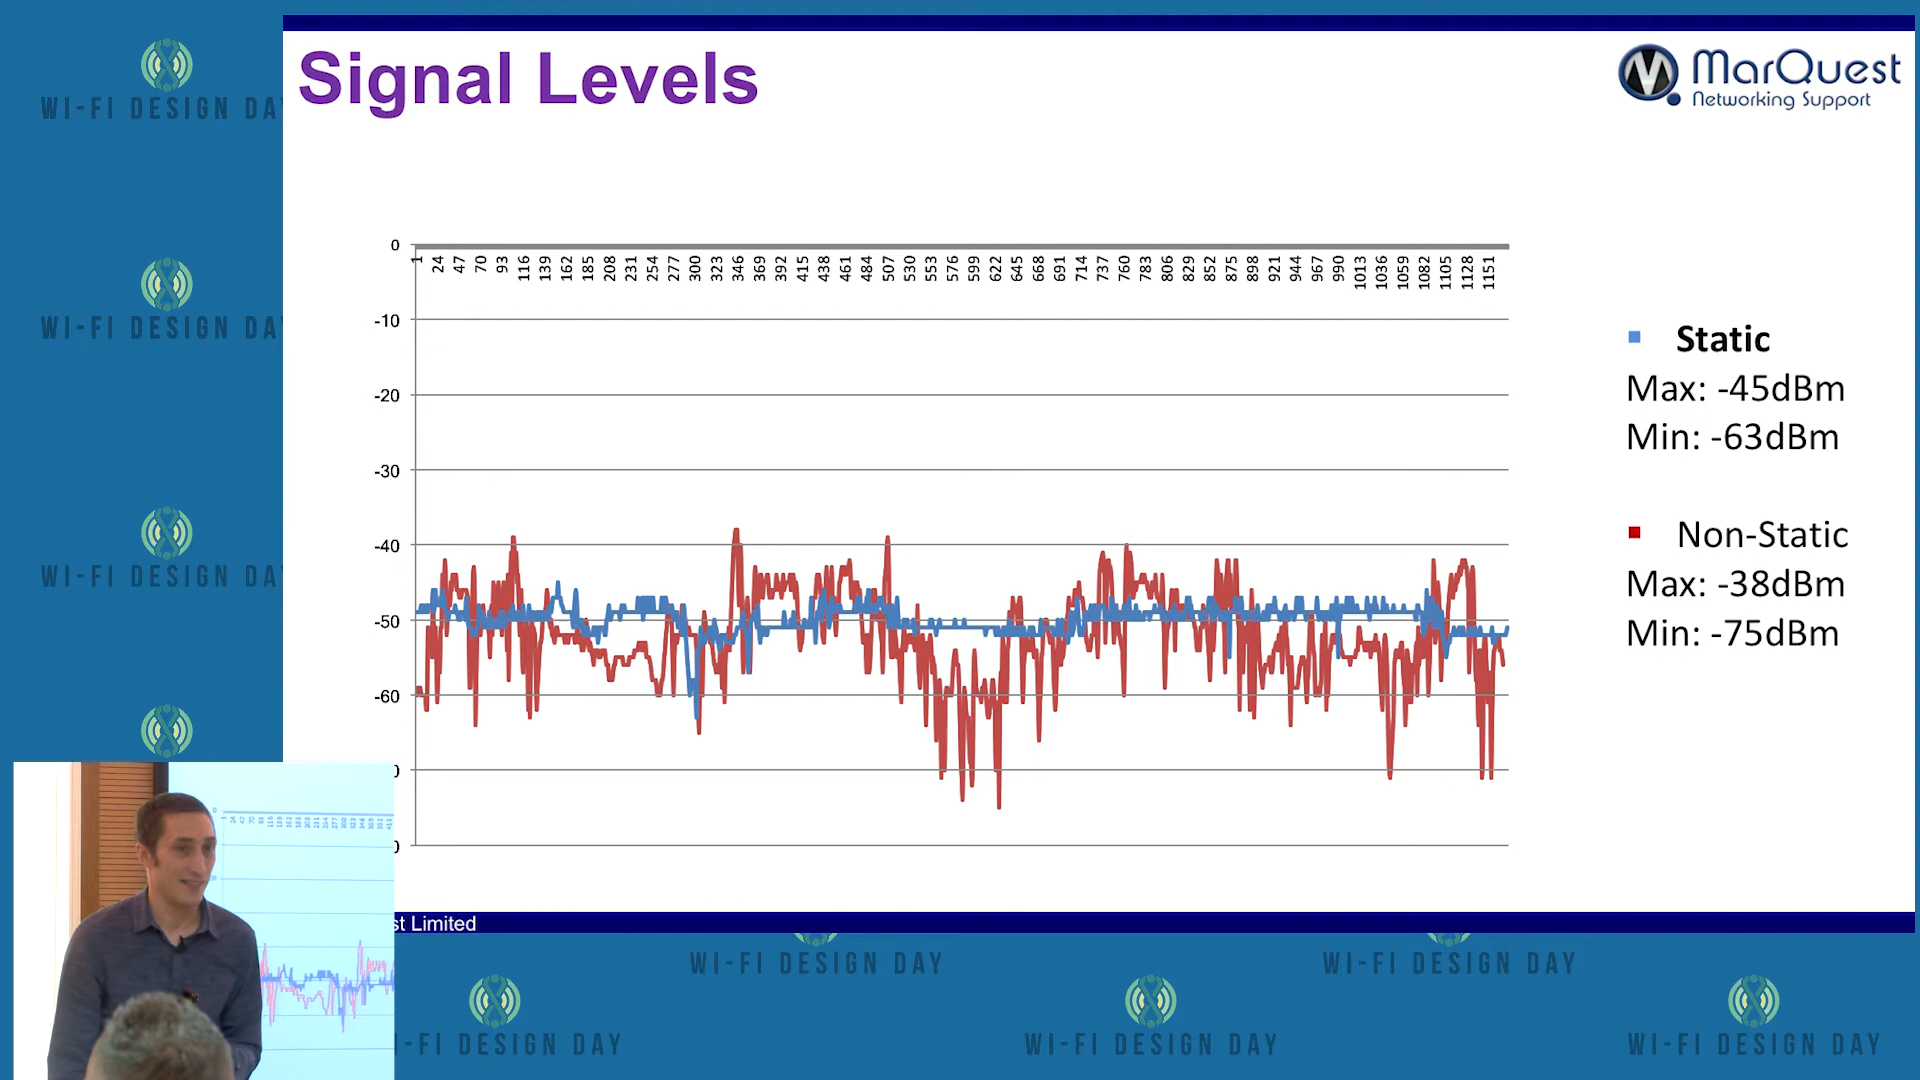 Signal Levels
MarQuest
Networking Support
WI-FI DESIGN DA
WI-FI DESIGN DA
WI-FI DESIGN DA
0
1 24 47 70 93 116 139 162 185 208 231 254 277 300 323 346 369 392 415 438 461 484 507 530 553 576 599 622 645 668 691 714 737 760 783 806 829 852 875 898 921 944 967 990 1013 1036 1059 1082 1105 1128 1151
-10
-20
-30
-40
-50
-60
0
0
Static
Max: -45dBm
Min: -63dBm
Non-Static
Max: -38dBm
Min: -75dBm
st Limited
WI-FI DESIGN DAY
WI-FI DESIGN DAY
-FI DESIGN DAY
WI-FI DESIGN DAY
WI-FI DESIGN DAY